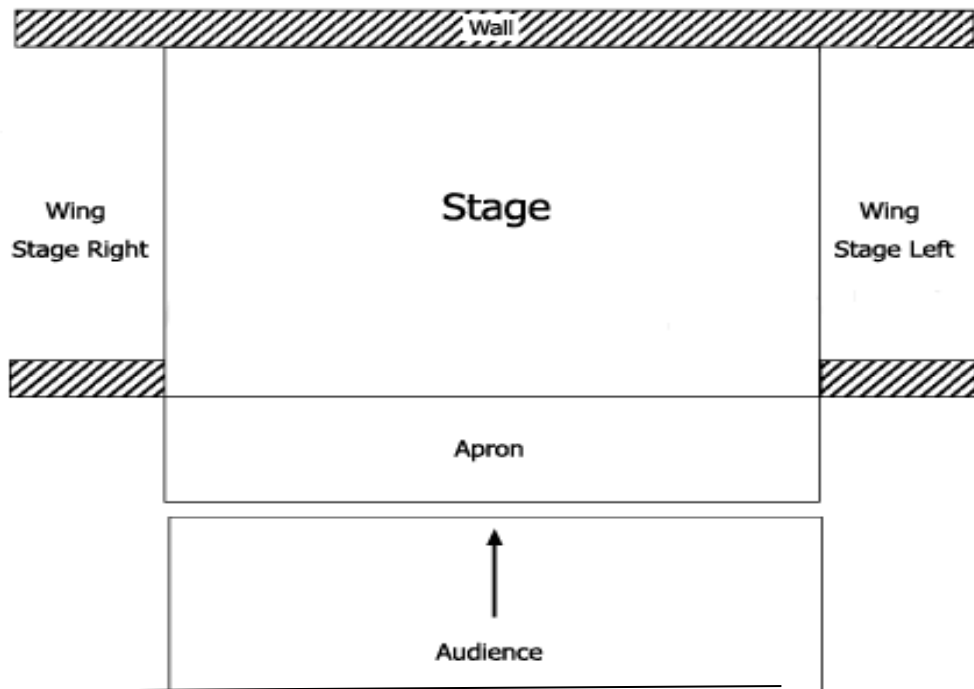 Wall
Stage
Wing
Stage Right
Wing
Stage Left
Apron
Audience